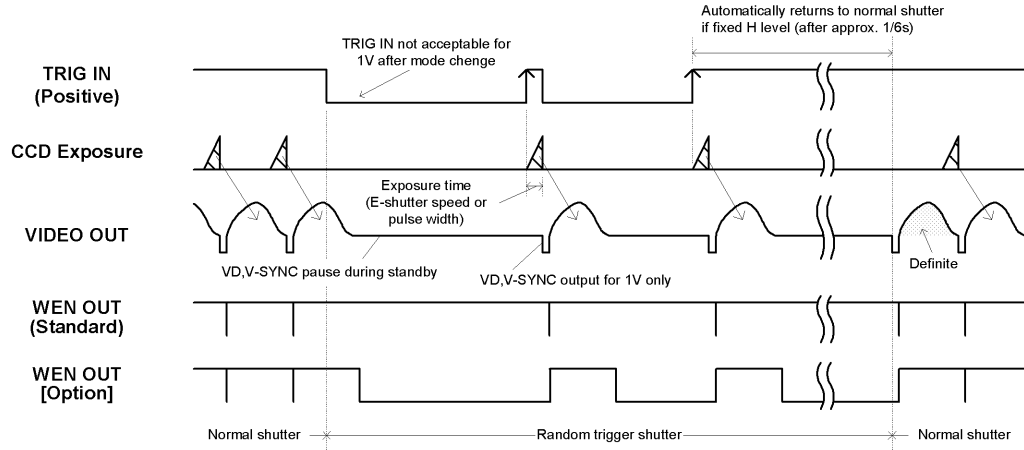 Automatically returns to normal shutter
if fixed H level (after approx. 1/6s)
TRIG IN not acceptable for
1V after mode chenge
TRIG IN
(Positive)
CCD Exposure
Exposure time
(E-shutter speed or
pulse width)
VIDEO OUT
VD,V-SYNC pause during standby
VD,V-SYNC output for 1V only
Definite
WEN OUT
(Standard)
WEN OUT
[Option]
Normal shutter
Random trigger shutter
Normal shutter